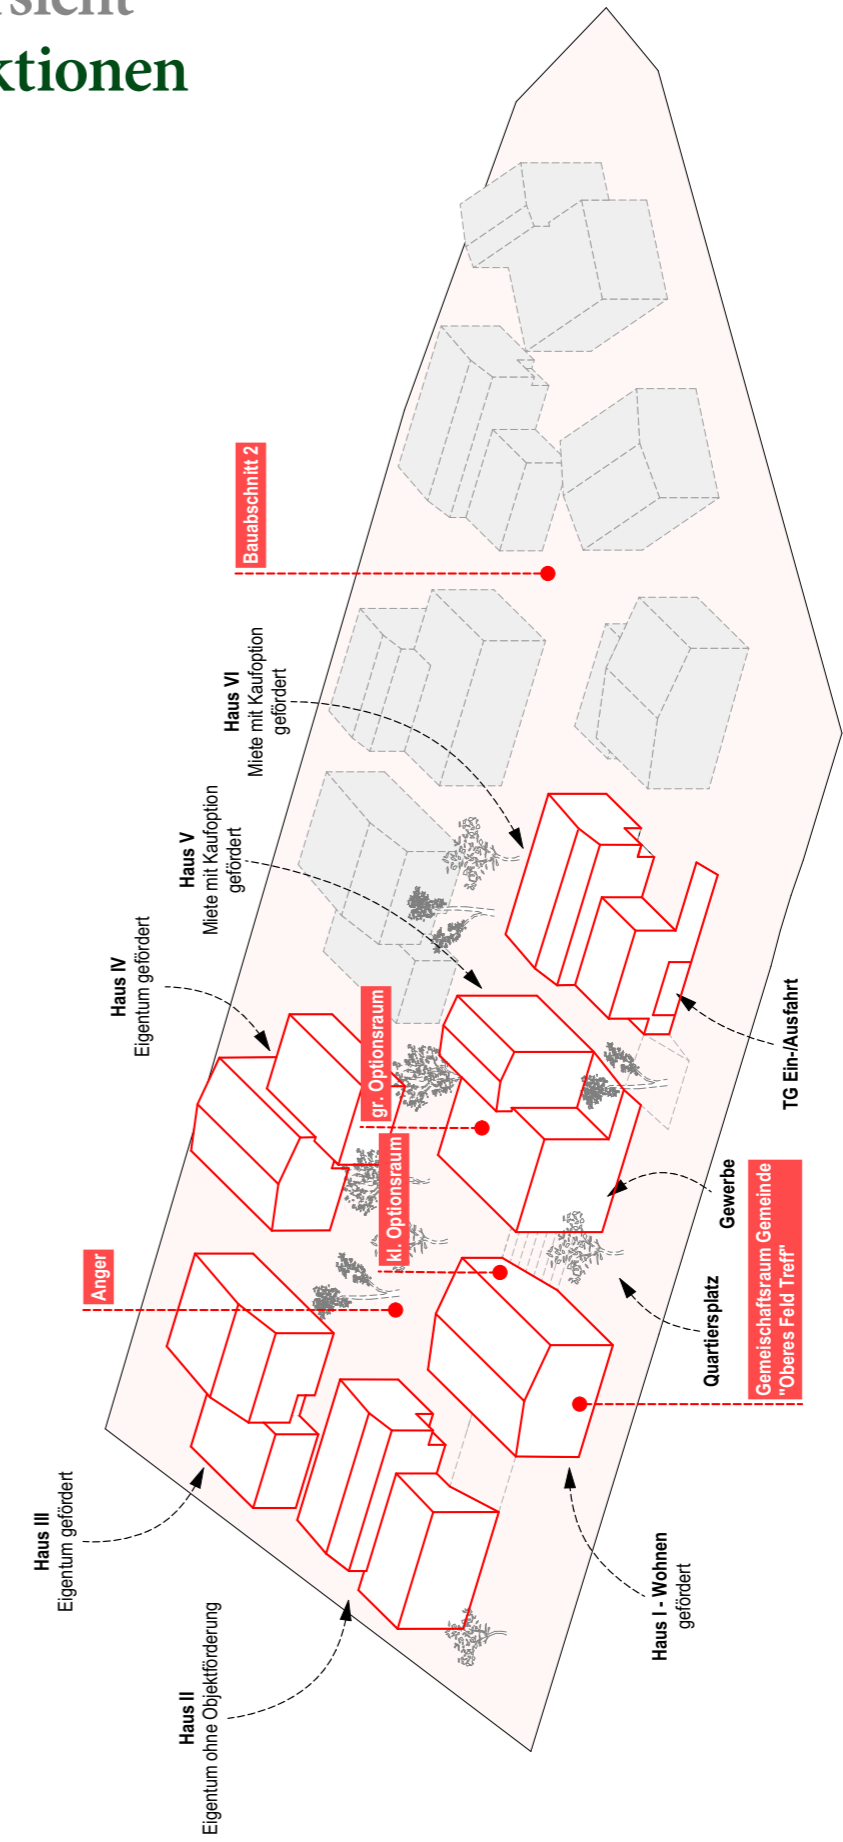 rsicht
ktionen
Bauabschnitt 2
Haus VI
Miete mit Kaufoption
gefördert
Haus V
Miete mit Kaufoption
gefördert
Haus IV
Eigentum gefördert
gr. Optionsraum
kl. Optionsraum
Anger
TG Ein-/Ausfahrt
Gewerbe
Quartiersplatz
Gemeischaftsraum Gemeinde
"Oberes Feld Treff"
Haus III
Eigentum gefördert
Haus II
Eigentum ohne Objektförderung
Haus I - Wohnen
gefördert